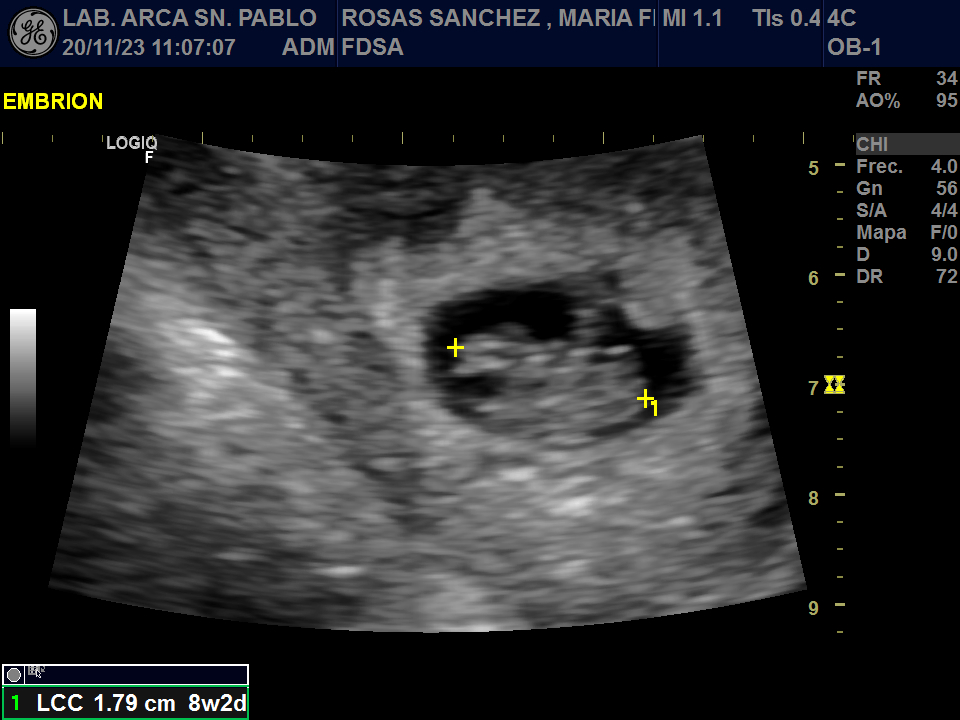 LAB. ARCA SN. PABLO ROSAS SANCHEZ , MARIA F MI 1.1 TIs 0.4 4C
20/11/23 11:07:07 ADM FDSA OB-1
FR 34
AO% 95
EMBRION
LOGIQ
F
CHI
Frec. 4.0
Gn 56
S/A 4/4
Mapa F/0
D 9.0
DR 72
5
6
7
8
9
1
1 LCC 1.79 cm 8w2d